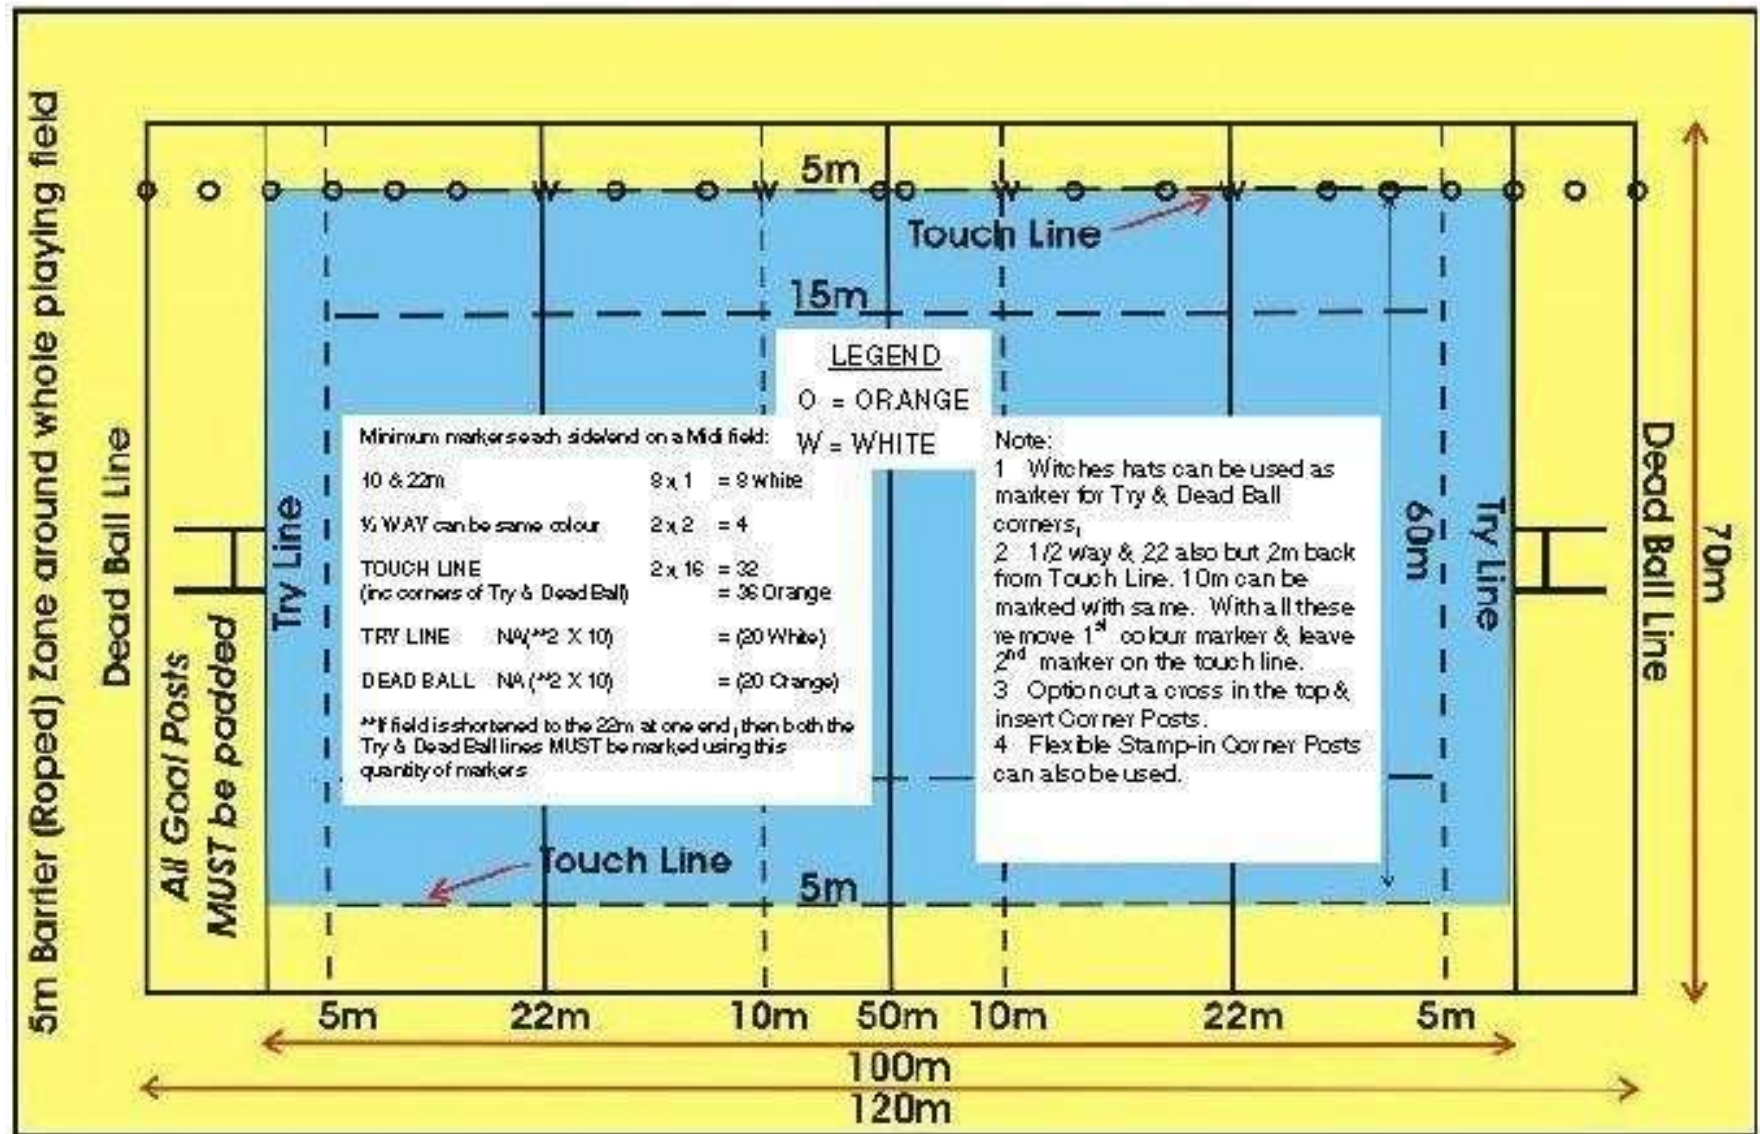 5m Barrier (Roped) Zone around whole playing field
Dead Ball Line
All Goal Posts
MUST be padded
Try Line
5m
O O O O O O W O O W O O W O O W O O O O O O
Touch Line
15m
LEGEND
O = ORANGE
W = WHITE
Minimum markers each side/end on a Midi field:
10 & 22m 8 x 1 = 8 white
½ WAY can be same colour 2 x 2 = 4
TOUCH LINE 2 x 16 = 32
(inc corners of Try & Dead Ball) = 36 Orange
TRY LINE NA(**2 X 10) = (20 White)
DEAD BALL NA (**2 X 10) = (20 Orange)
**If field is shortened to the 22m at one end, then both the
Try & Dead Ball lines MUST be marked using this
quantity of markers
Note:
1 Witches hats can be used as
marker for Try & Dead Ball
corners,
2 1/2 way & 22 also but 2m back
from Touch Line. 10m can be
marked with same. With all these
remove 1st colour marker & leave
2nd marker on the touch line.
3 Option cut a cross in the top &
insert Corner Posts.
4 Flexible Stamp-in Corner Posts
can also be used.
60m
Try Line
Dead Ball Line
70m
Touch Line
5m
5m 22m 10m 50m 10m 22m 5m
100m
120m